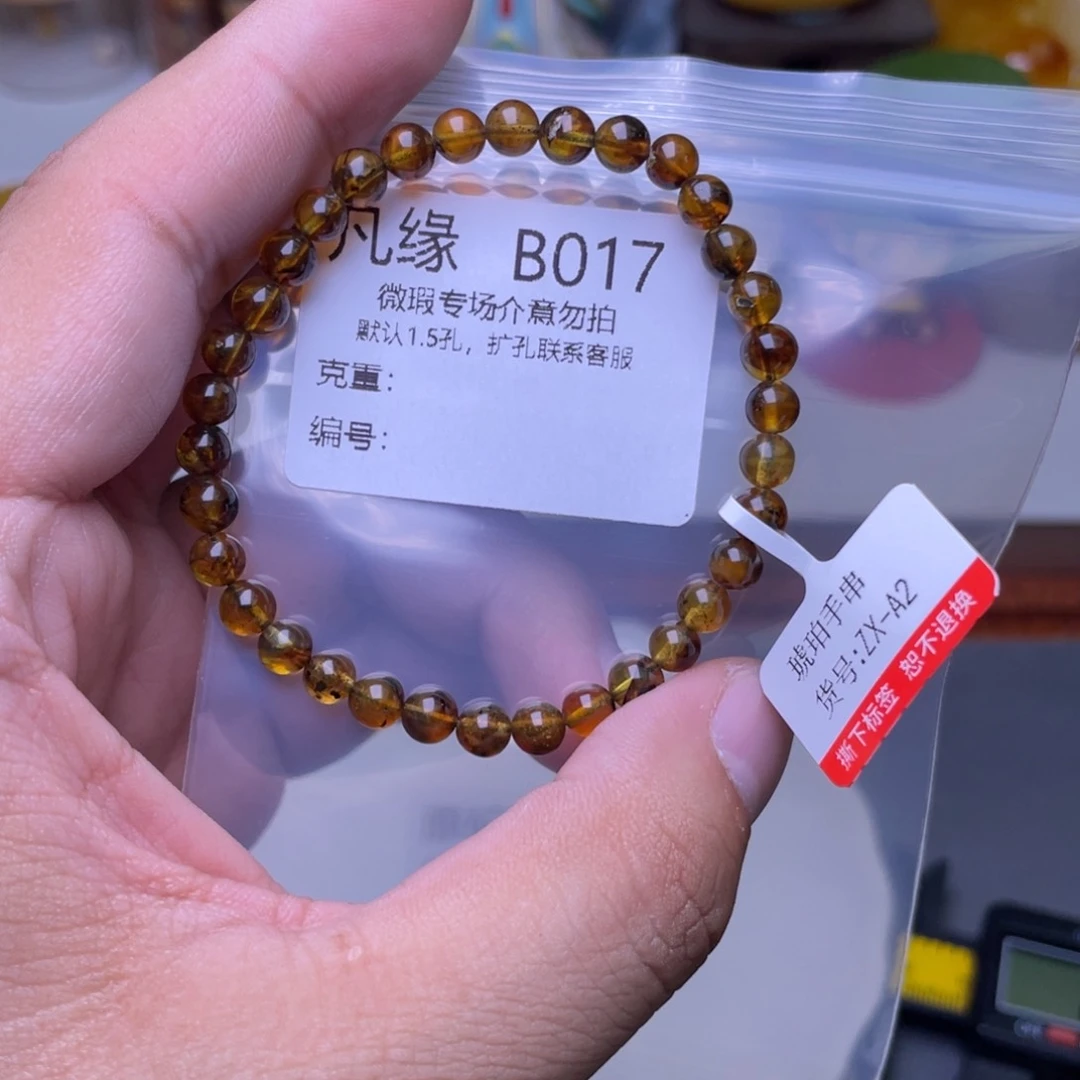 凡缘 B017
微瑕专场介意勿拍
默认1.5孔，扩孔联系客服
克重：
编号：
琥珀手串
货号:ZX-A2
撕下标签 恕不退换